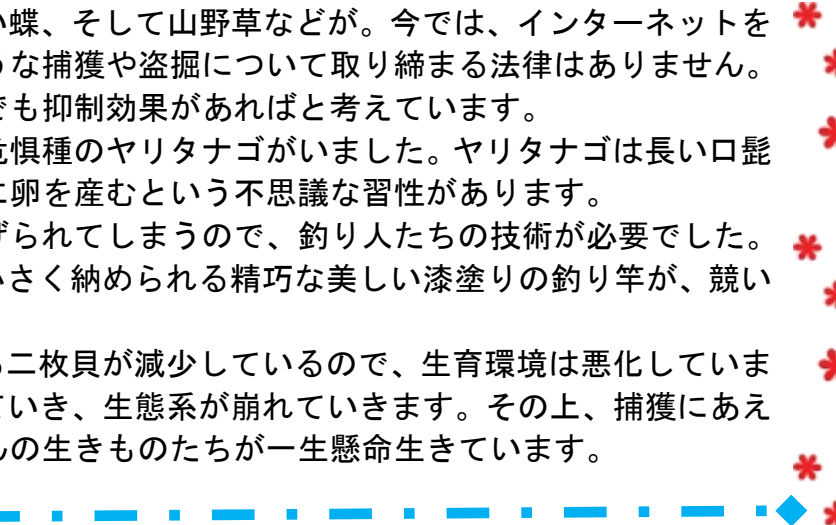 い蝶、そして山野草などが。今では、インターネットを
うな捕獲や盗掘について取り締まる法律はありません。
でも抑制効果があればと考えています。
危惧種のヤリタナゴがいました。ヤリタナゴは長い口髭
に卵を産むという不思議な習性があります。
げられてしまうので、釣り人たちの技術が必要でした。
いさく納められる精巧な美しい漆塗りの釣り竿が、競い
る二枚貝が減少しているので、生育環境は悪化していま
ていき、生態系が崩れていきます。その上、捕獲にあえ
んの生きものたちが一生懸命生きています。